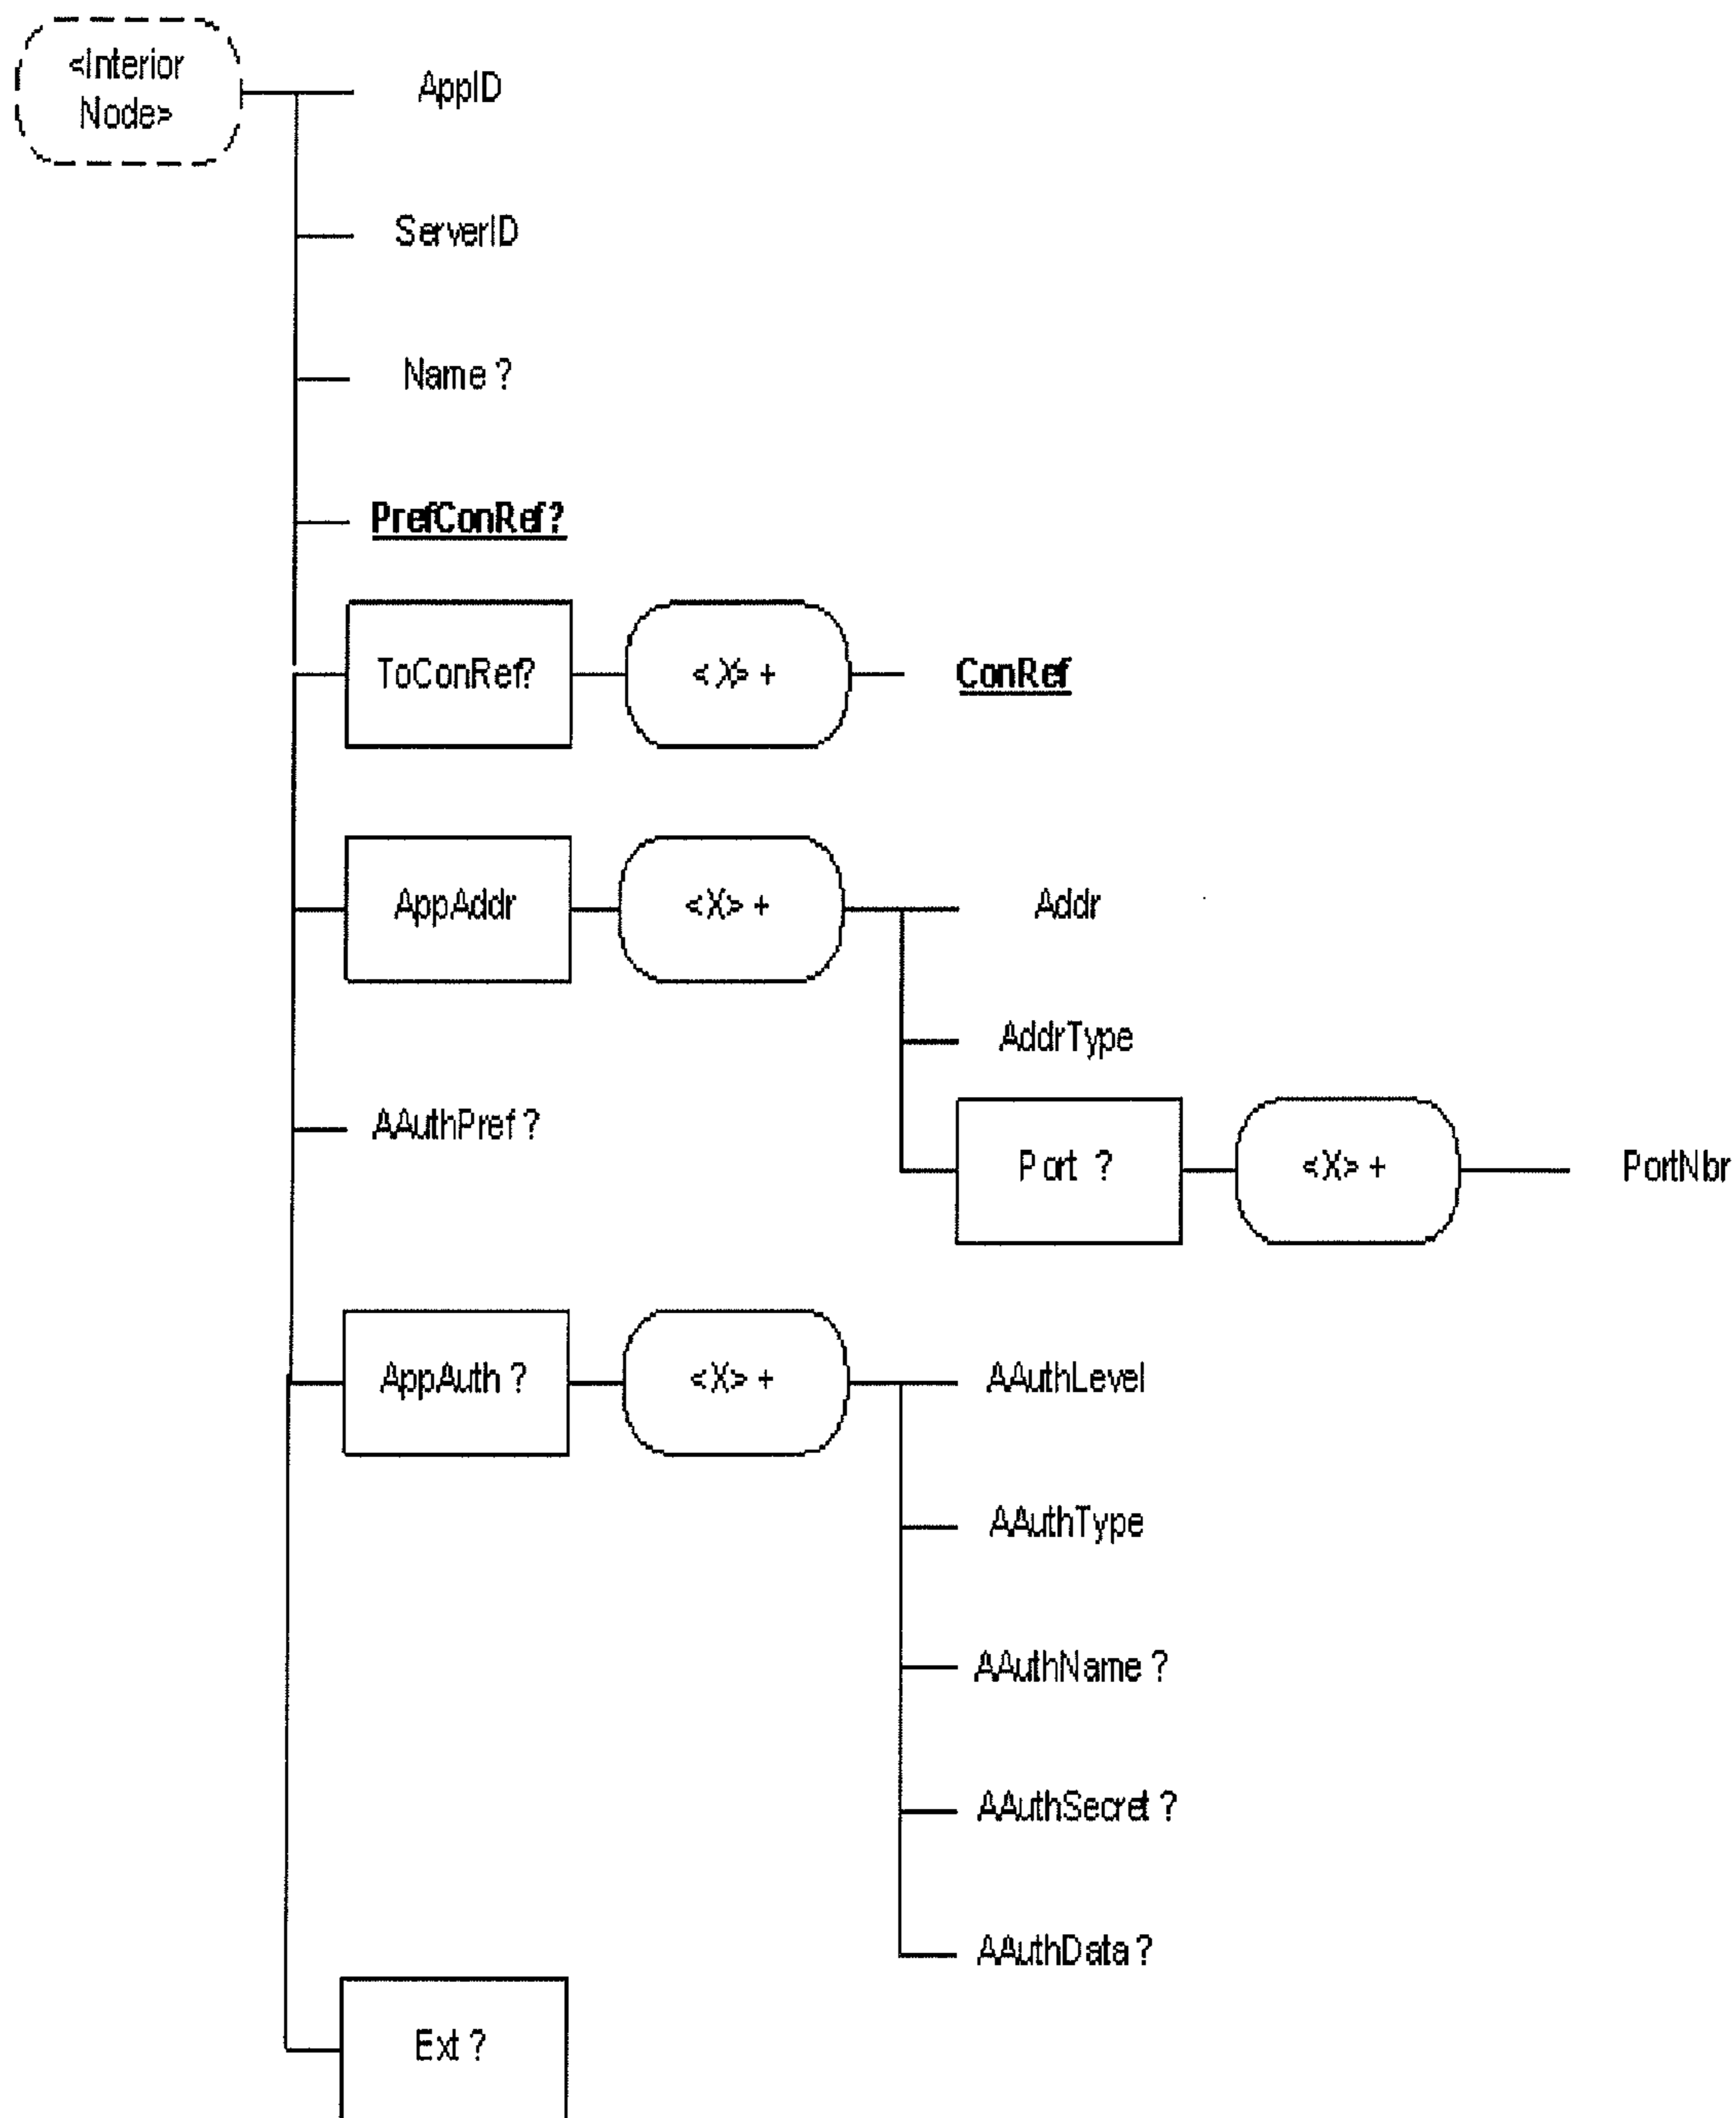 <Interior
Node>
AppID
ServerID
Name ?
PrefConRef?
ToConRef?
<X> +
ConRef
AppAddr
<X> +
Addr
AddrType
AAuthPref ?
Port ?
<X> +
PortNbr
AppAuth ?
<X> +
AAuthLevel
AAuthType
AAuthName ?
AAuthSecret ?
AAuthData ?
Ext ?